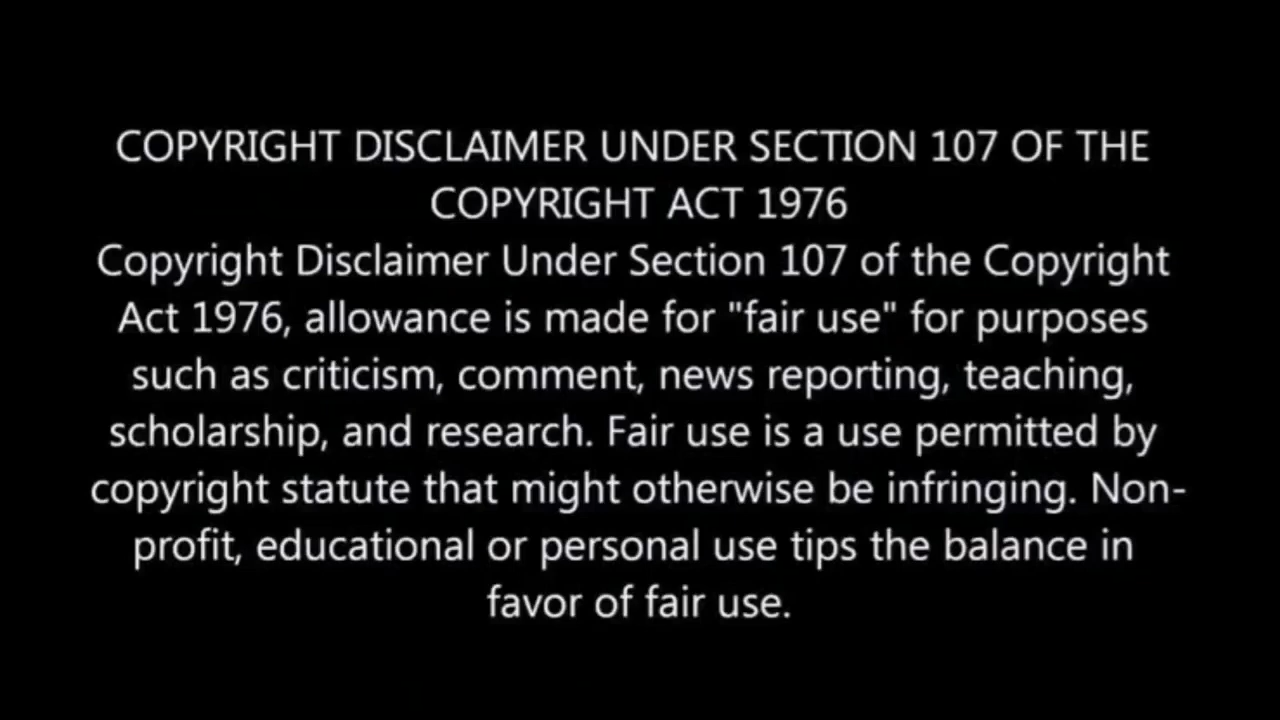 COPYRIGHT DISCLAIMER UNDER SECTION 107 OF THE
COPYRIGHT ACT 1976
Copyright Disclaimer Under Section 107 of the Copyright
Act 1976, allowance is made for "fair use" for purposes
such as criticism, comment, news reporting, teaching,
scholarship, and research. Fair use is a use permitted by
copyright statute that might otherwise be infringing. Non-
profit, educational or personal use tips the balance in
favor of fair use.